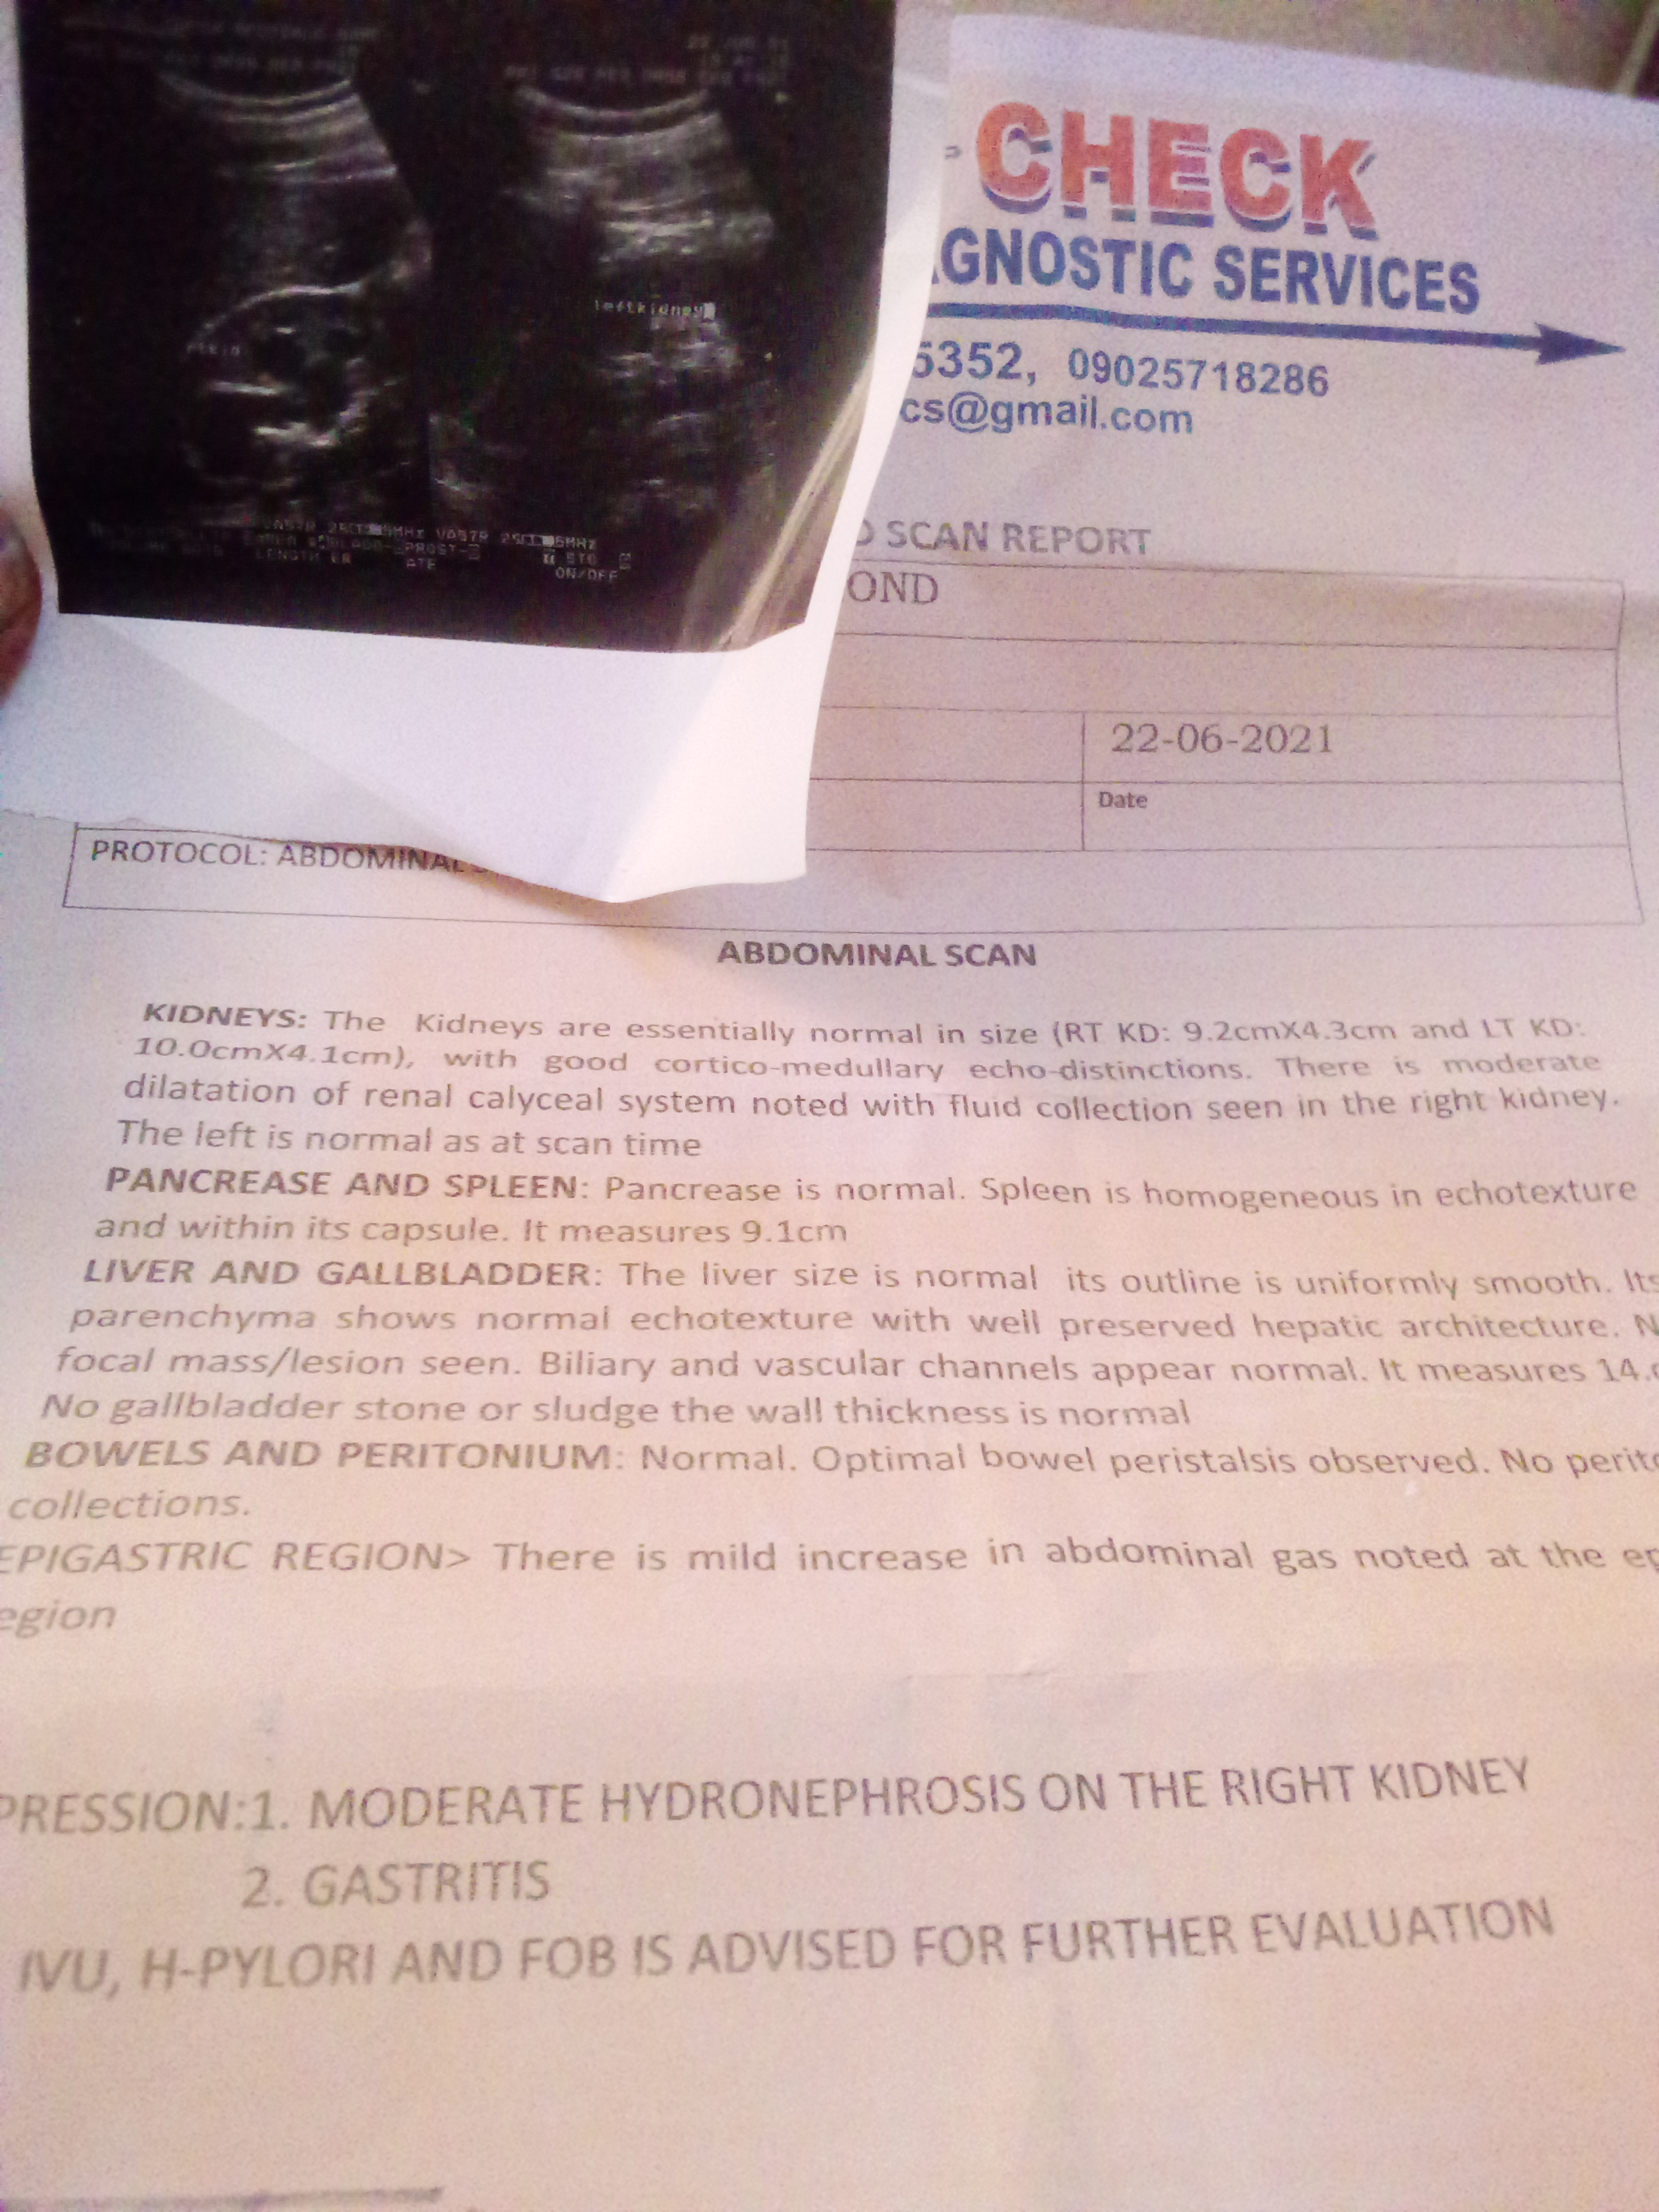 CHECK
AGNOSTIC SERVICES
5352, 09025718286
cs@gmail.com
leftkidney
LENGTH
PROST-
ATE
ON/OFF
SCAN REPORT
OND
22-06-2021
Date
PROTOCOL: ABDOMINAL
ABDOMINAL SCAN
KIDNEYS: The Kidneys are essentially normal in size (RT KD: 9.2cmX4.3cm and LT KD:
10.0cmX4.1cm), with good cortico-medullary echo-distinctions. There is moderate
dilatation of renal calyceal system noted with fluid collection seen in the right kidney.
The left is normal as at scan time
PANCREASE AND SPLEEN: Pancrease is normal. Spleen is homogeneous in echotexture
and within its capsule. It measures 9.1cm
LIVER AND GALLBLADDER: The liver size is normal its outline is uniformly smooth. Its
parenchyma shows normal echotexture with well preserved hepatic architecture. N
focal mass/lesion seen. Biliary and vascular channels appear normal. It measures 14.
No gallbladder stone or sludge the wall thickness is normal
BOWELS AND PERITONIUM: Normal. Optimal bowel peristalsis observed. No perito
collections.
EPIGASTRIC REGION> There is mild increase in abdominal gas noted at the ep
egion
PRESSION:1. MODERATE HYDRONEPHROSIS ON THE RIGHT KIDNEY
2. GASTRITIS
IVU, H-PYLORI AND FOB IS ADVISED FOR FURTHER EVALUATION